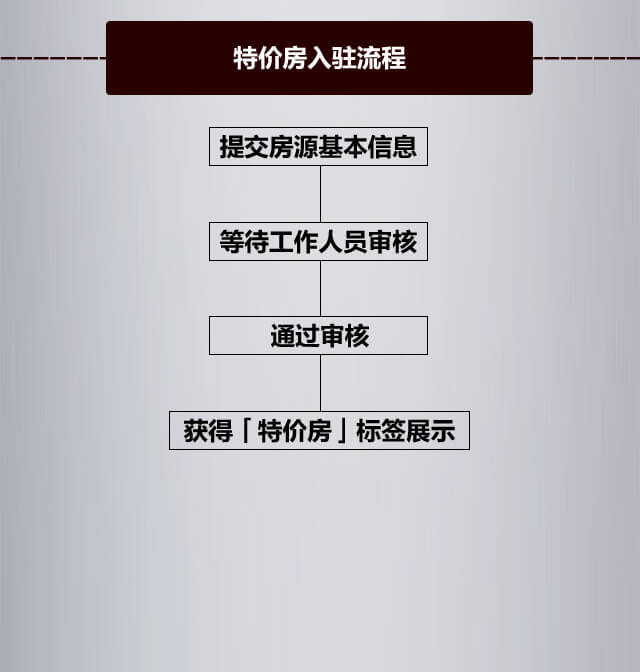 特价房入驻流程
提交房源基本信息
等待工作人员审核
通过审核
获得「特价房」标签展示